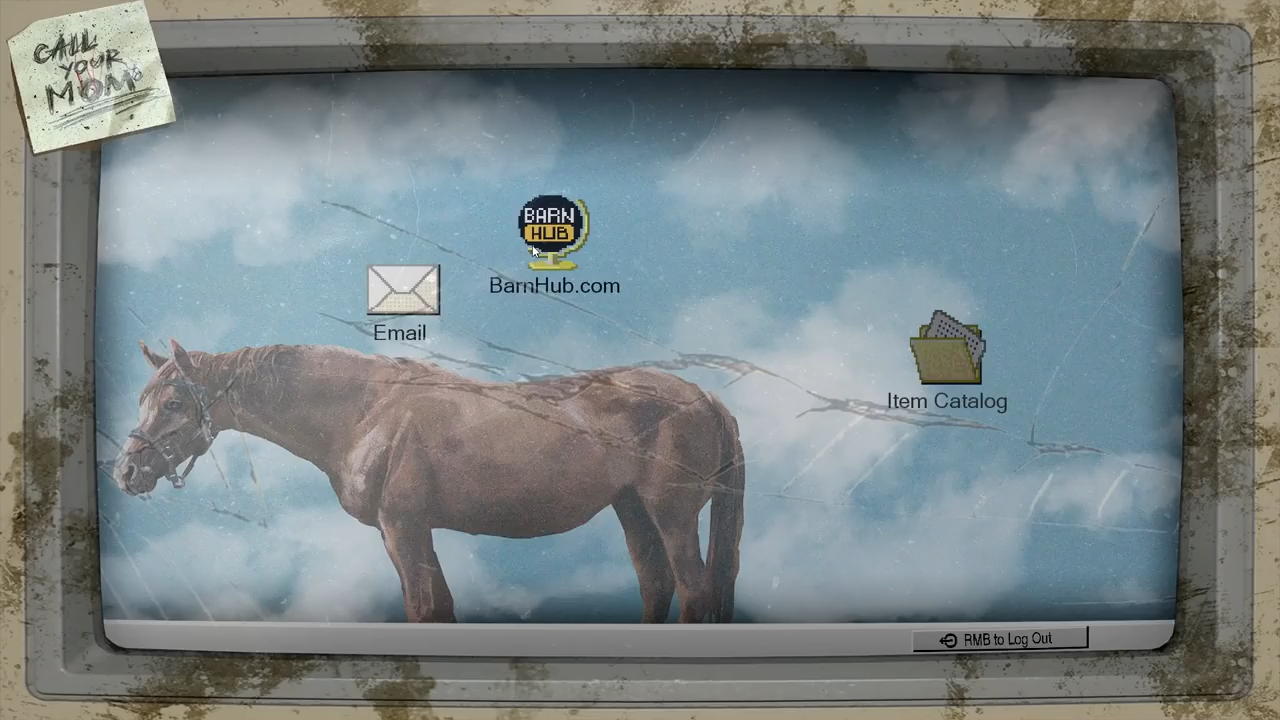 CALL
YOUR
MOM
BARN
HUB
BarnHub.com
Email
Item Catalog
RMB to Log Out